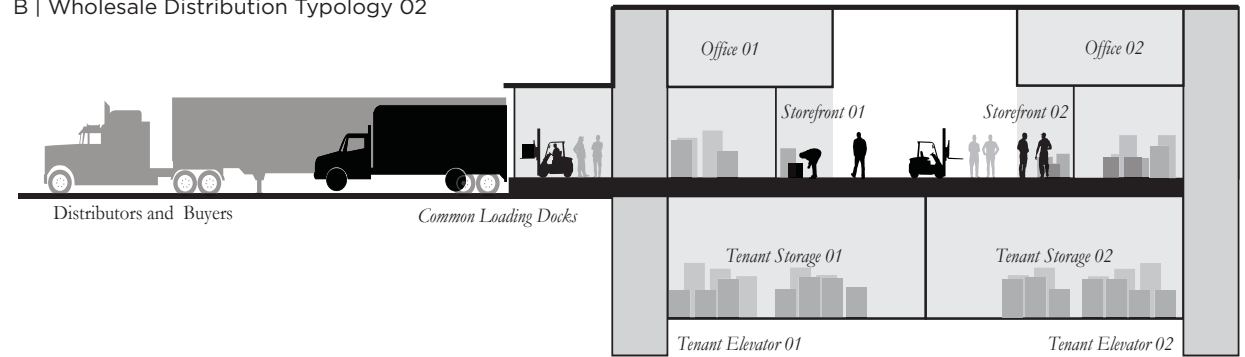 B | Wholesale Distribution Typology 02
Office 01
Office 02
Storefront 01
Storefront 02
Distributors and Buyers
Common Loading Docks
Tenant Storage 01
Tenant Storage 02
Tenant Elevator 01
Tenant Elevator 02